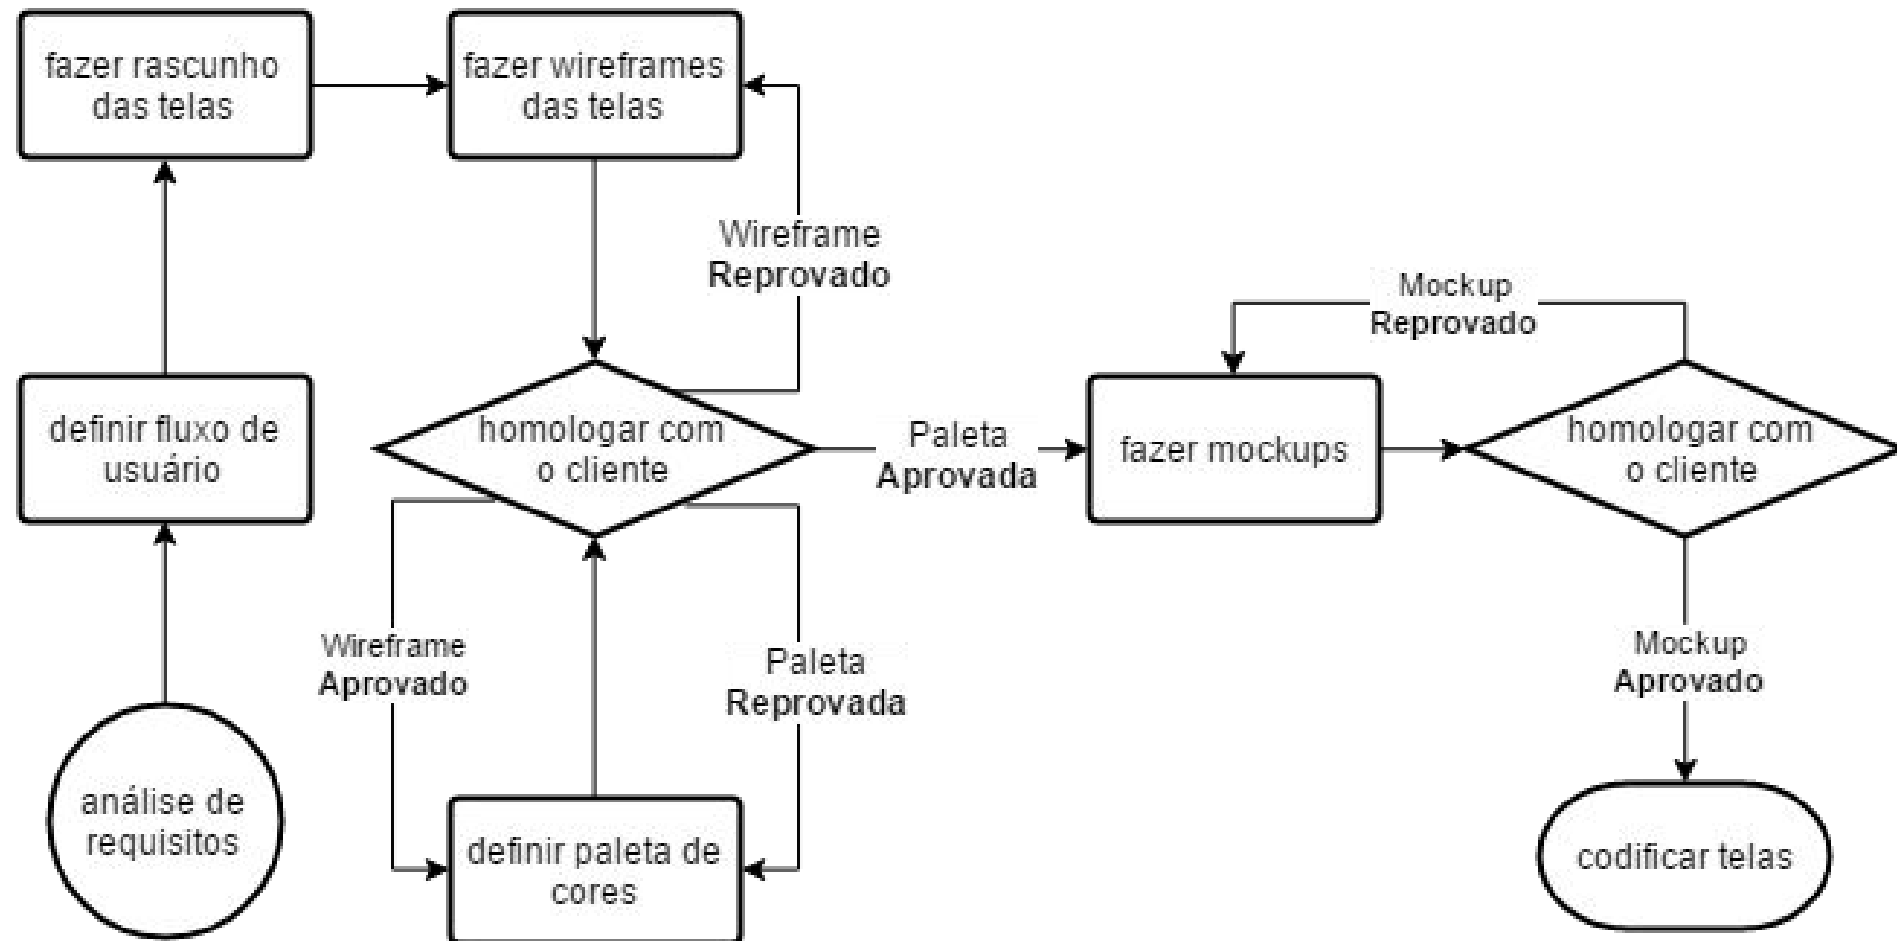 fazer rascunho
das telas
fazer wireframes
das telas
Wireframe
Reprovado
Mockup
Reprovado
definir fluxo de
usuário
homologar com
o cliente
Paleta
Aprovada
fazer mockups
homologar com
o cliente
Wireframe
Aprovado
Paleta
Reprovada
Mockup
Aprovado
análise de
requisitos
definir paleta de
cores
codificar telas